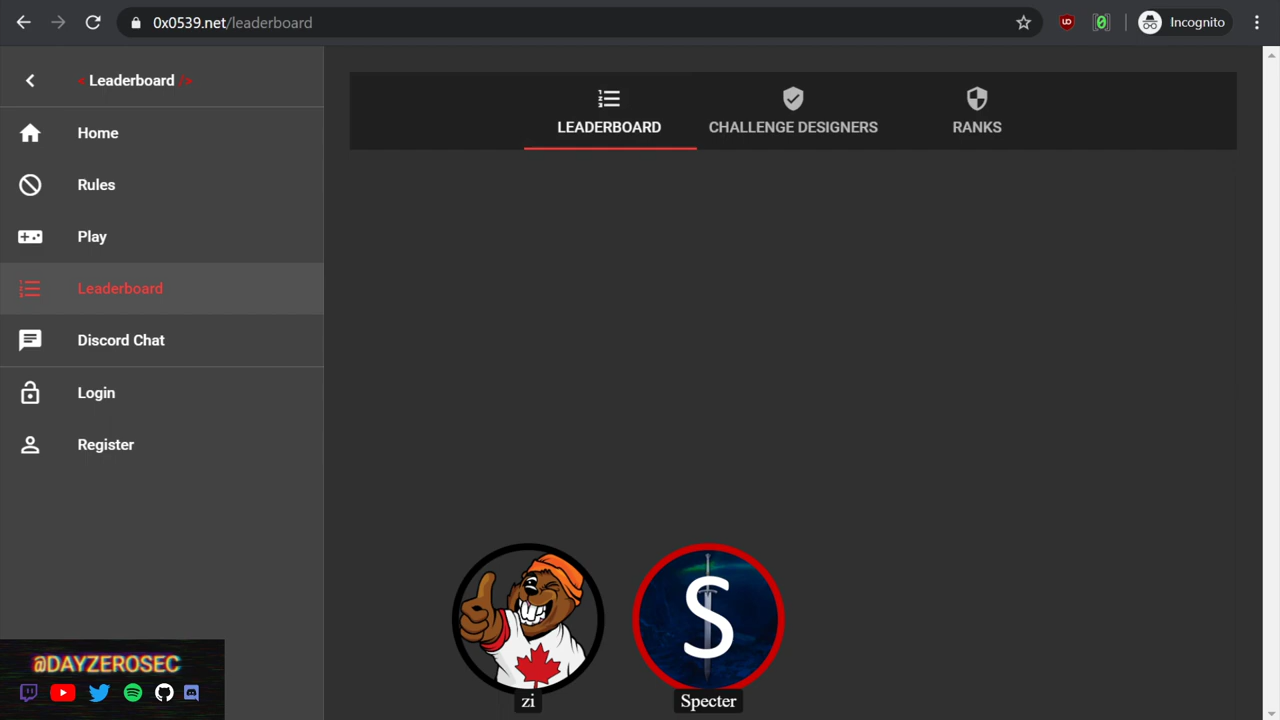 0x0539.net/leaderboard
Incognito
< Leaderboard />
Home
Rules
Play
Leaderboard
Discord Chat
Login
Register
LEADERBOARD
CHALLENGE DESIGNERS
RANKS
@DAYZEROSEC
zi
S
Specter